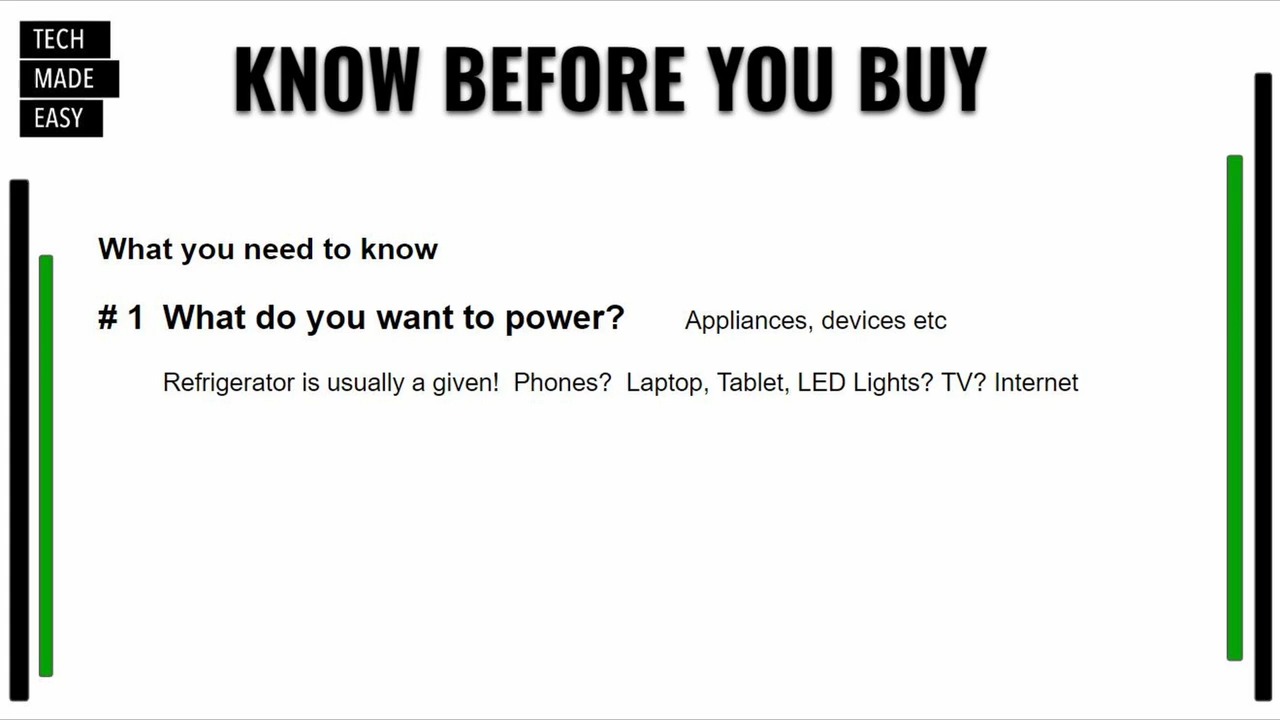 TECH
MADE
EASY
KNOW BEFORE YOU BUY
What you need to know
# 1 What do you want to power? Appliances, devices etc
Refrigerator is usually a given! Phones? Laptop, Tablet, LED Lights? TV? Internet